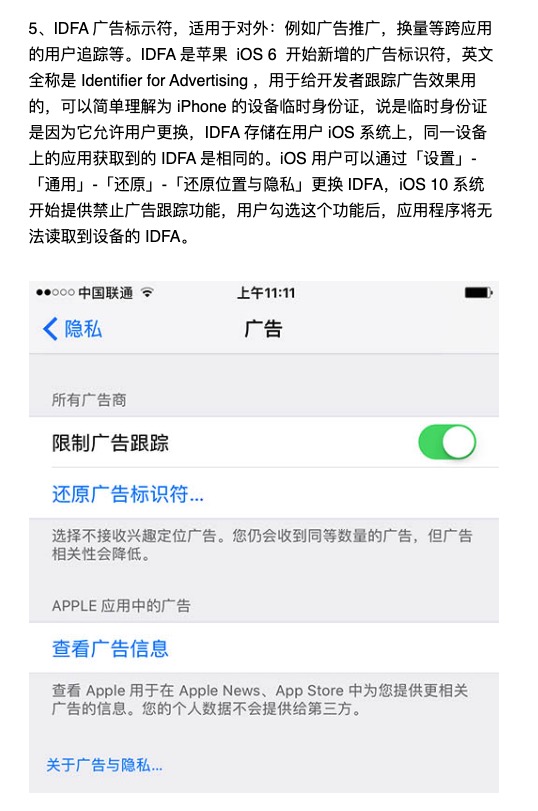 5、IDFA 广告标示符，适用于对外：例如广告推广，换量等跨应用
的用户追踪等。IDFA 是苹果 iOS 6 开始新增的广告标识符，英文
全称是 Identifier for Advertising ，用于给开发者跟踪广告效果用
的，可以简单理解为 iPhone 的设备临时身份证，说是临时身份证
是因为它允许用户更换，IDFA 存储在用户 iOS 系统上，同一设备
上的应用获取到的 IDFA 是相同的。iOS 用户可以通过「设置」-
「通用」-「还原」-「还原位置与隐私」更换 IDFA，iOS 10 系统
开始提供禁止广告跟踪功能，用户勾选这个功能后，应用程序将无
法读取到设备的 IDFA。
中国联通 上午11:11
隐私 广告
所有广告商
限制广告跟踪
还原广告标识符...
选择不接收兴趣定位广告。您仍会收到同等数量的广告，但广告
相关性会降低。
APPLE 应用中的广告
查看广告信息
查看 Apple 用于在 Apple News、App Store 中为您提供更相关
广告的信息。您的个人数据不会提供给第三方。
关于广告与隐私...